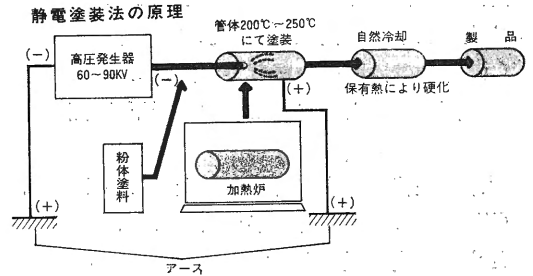 静電塗装法の原理
管体200℃～250℃
にて塗装
自然冷却
製品
(−)
高圧発生器
60～90KV
(−)
(+)
保有熱により硬化
粉体塗料
加熱炉
(+)
(+)
アース